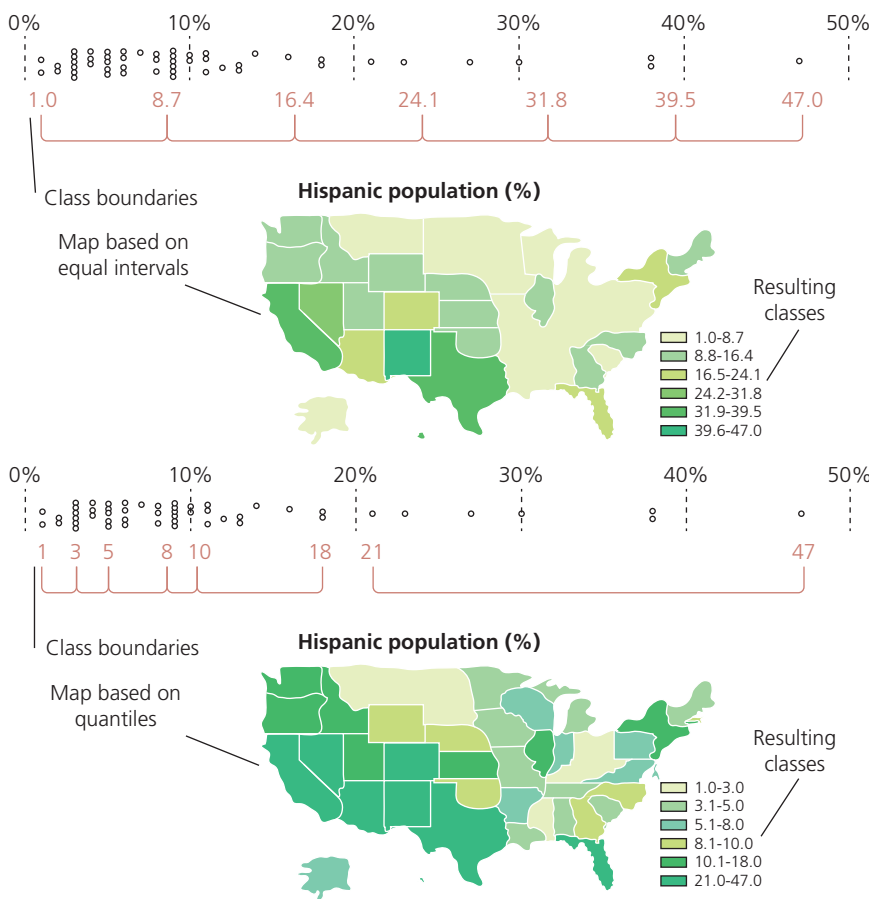 0% 10% 20% 30% 40% 50%
1.0 8.7 16.4 24.1 31.8 39.5 47.0
Class boundaries
Hispanic population (%)
Map based on
equal intervals
Resulting
classes
1.0-8.7
8.8-16.4
16.5-24.1
24.2-31.8
31.9-39.5
39.6-47.0
0% 10% 20% 30% 40% 50%
1 3 5 8 10 18 21 47
Class boundaries
Hispanic population (%)
Map based on
quantiles
Resulting
classes
1.0-3.0
3.1-5.0
5.1-8.0
8.1-10.0
10.1-18.0
21.0-47.0